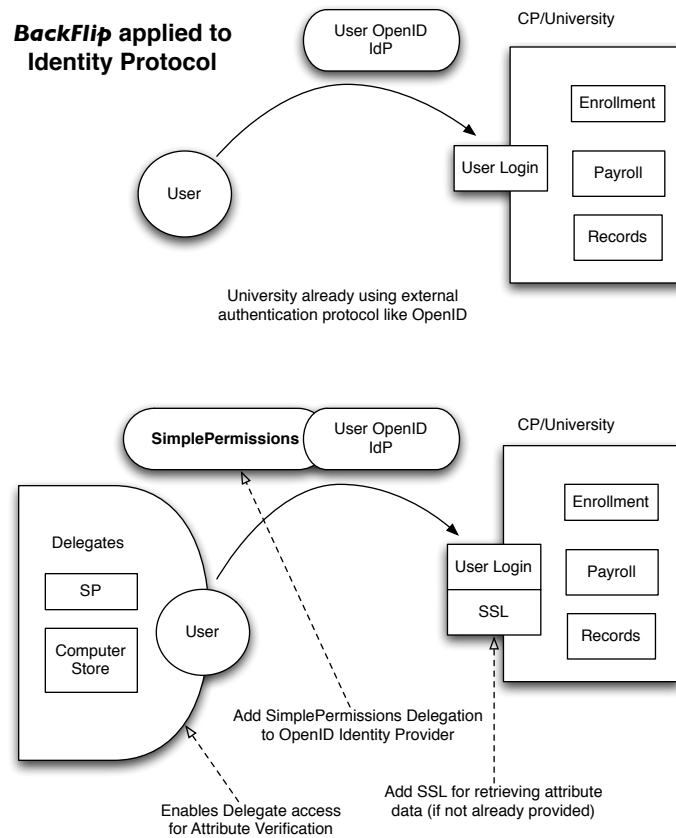 BackFlip applied to
Identity Protocol
User OpenID
IdP
CP/University
Enrollment
User Login
Payroll
User
Records
University already using external
authentication protocol like OpenID
SimplePermissions
User OpenID
IdP
CP/University
Enrollment
Delegates
User Login
Payroll
SP
SSL
User
Records
Computer
Store
Add SimplePermissions Delegation
to OpenID Identity Provider
Add SSL for retrieving attribute
data (if not already provided)
Enables Delegate access
for Attribute Verification